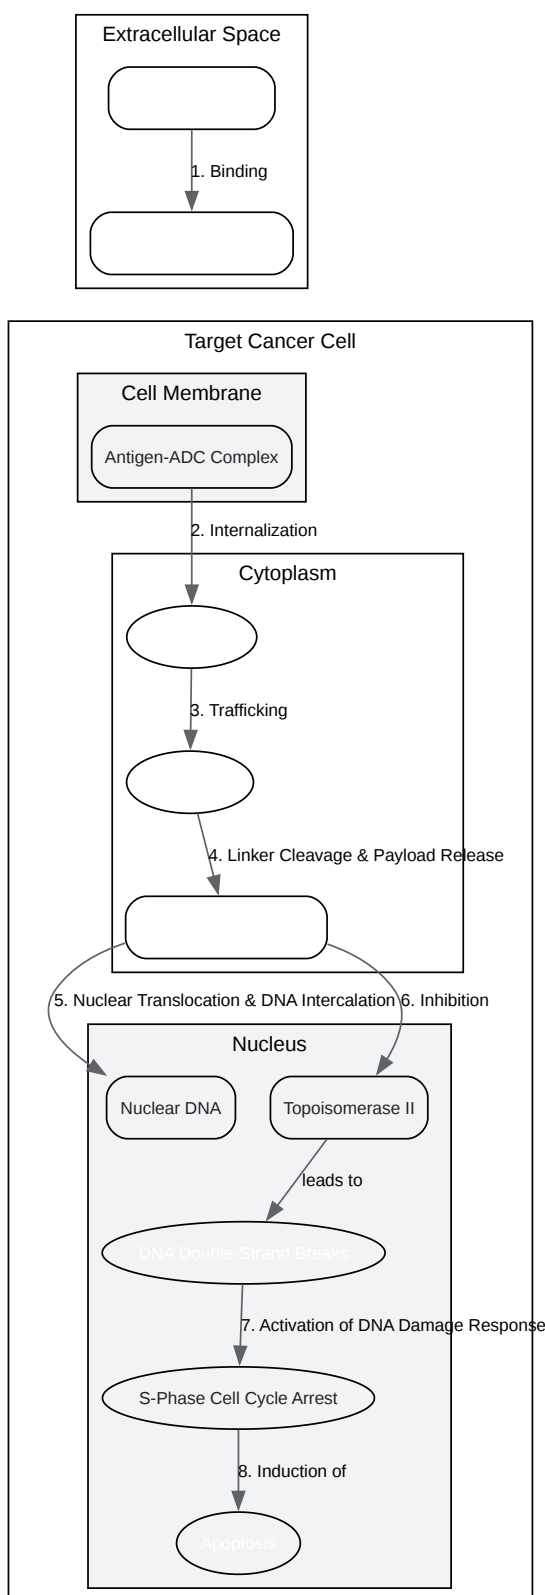 Extracellular Space
1. Binding
Target Cancer Cell
Cell Membrane
Antigen-ADC Complex
2. Internalization
Cytoplasm
3. Trafficking
4. Linker Cleavage & Payload Release
5. Nuclear Translocation & DNA Intercalation
6. Inhibition
Nucleus
Nuclear DNA
Topoisomerase II
leads to
DNA Double-Strand Breaks
7. Activation of DNA Damage Response
S-Phase Cell Cycle Arrest
8. Induction of
Apoptosis